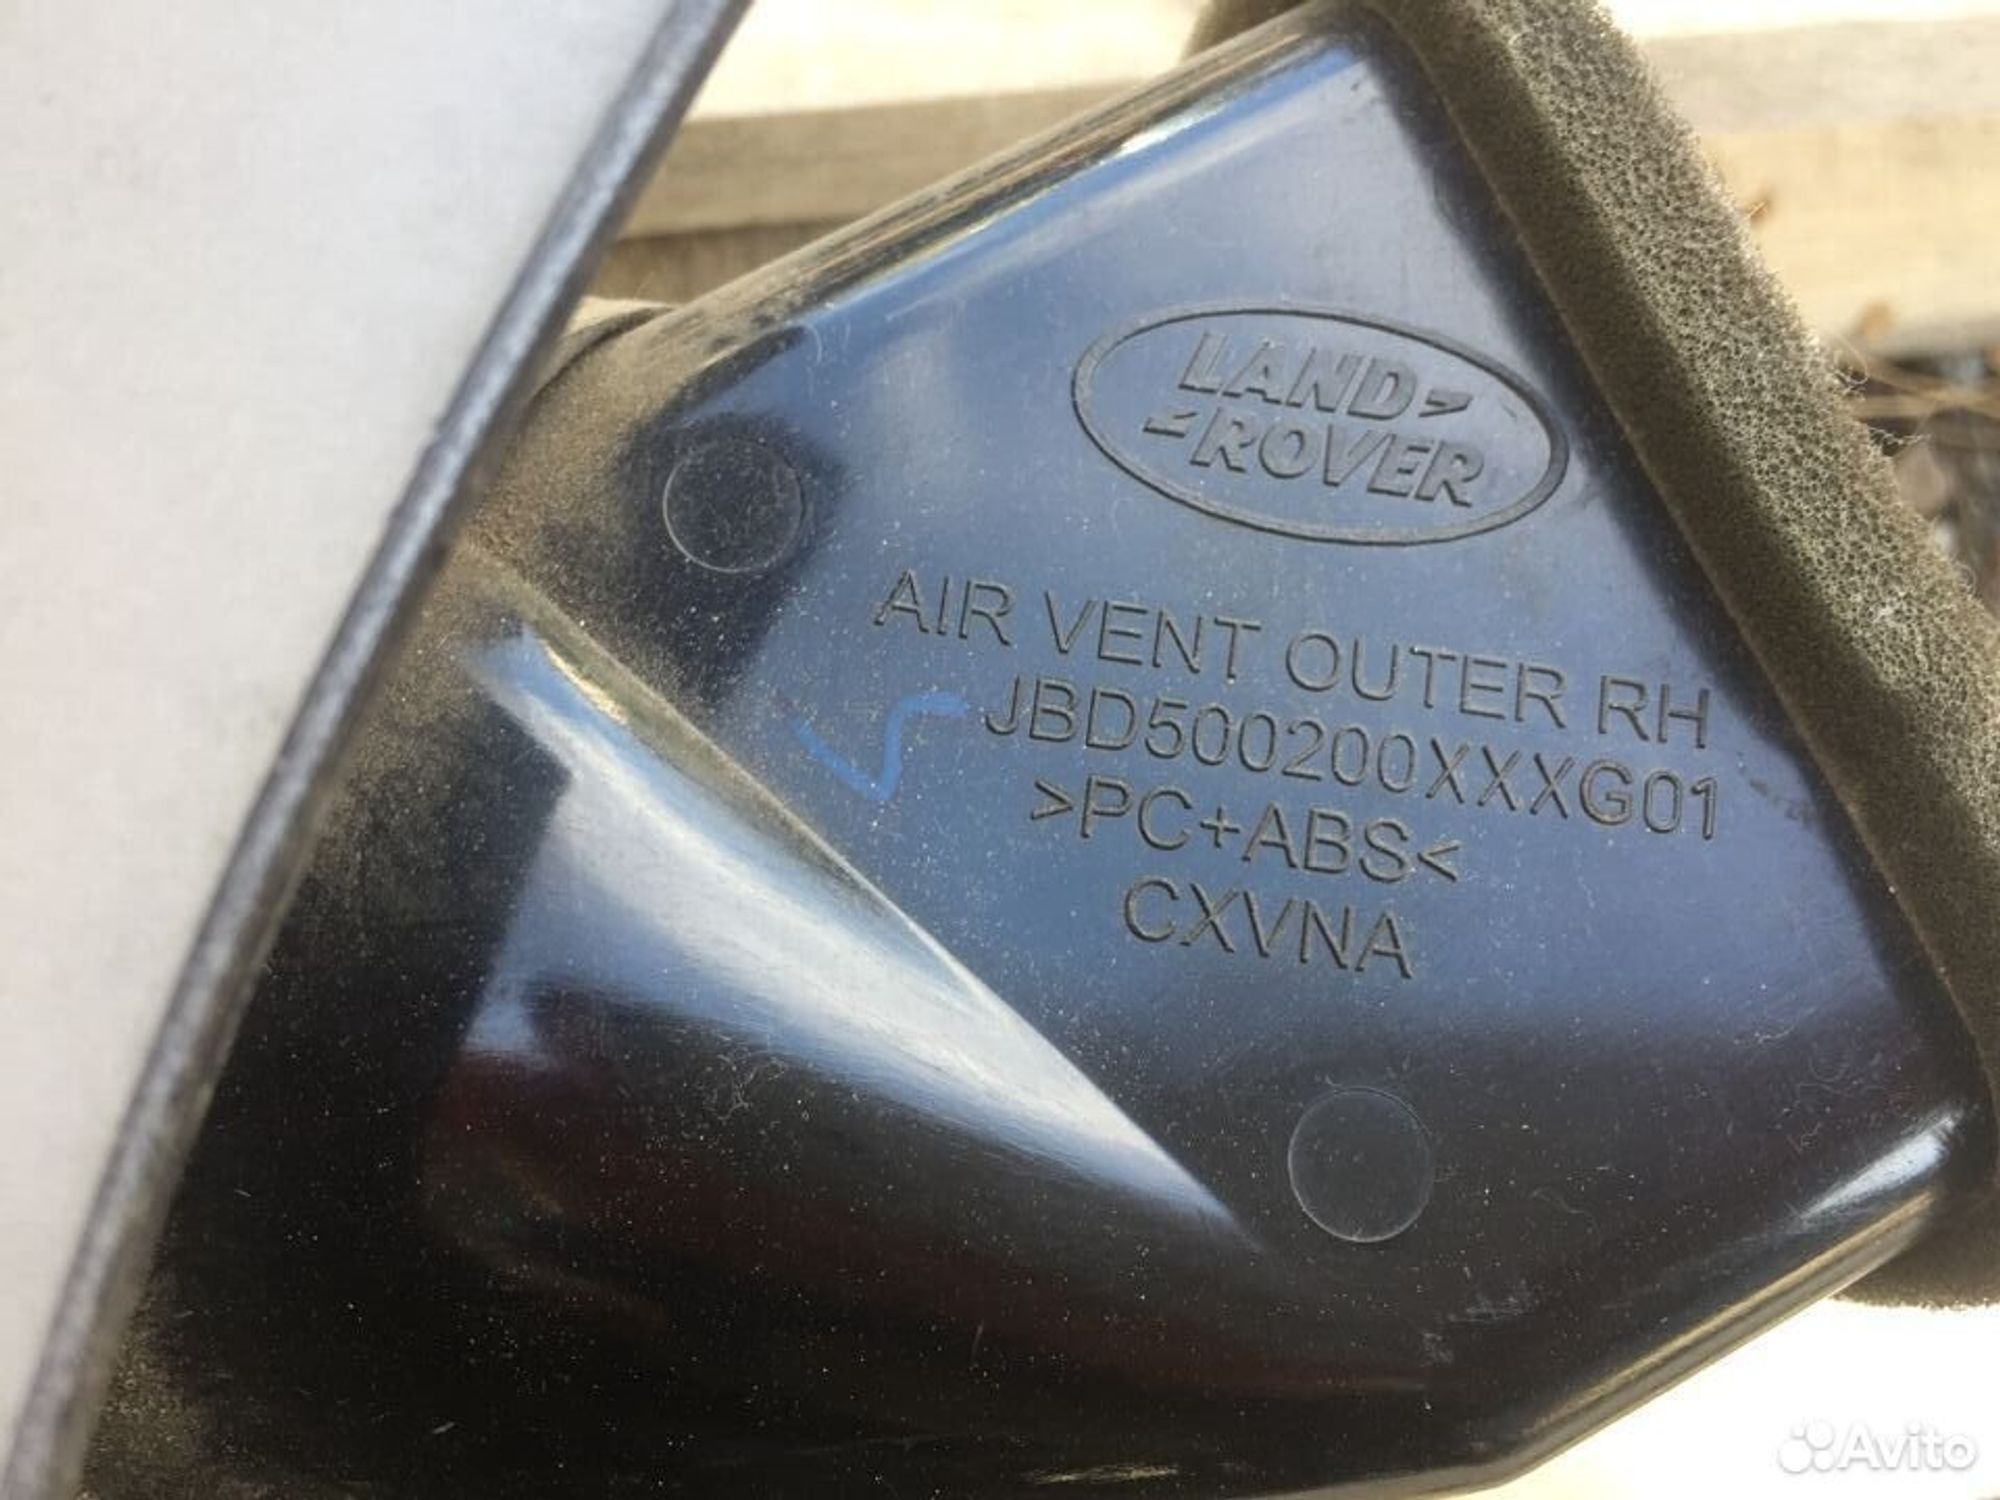 LAND
ROVER
AIR VENT OUTER RH
JBD500200XXXG01
>PC+ABS<
CXVNA
Avito